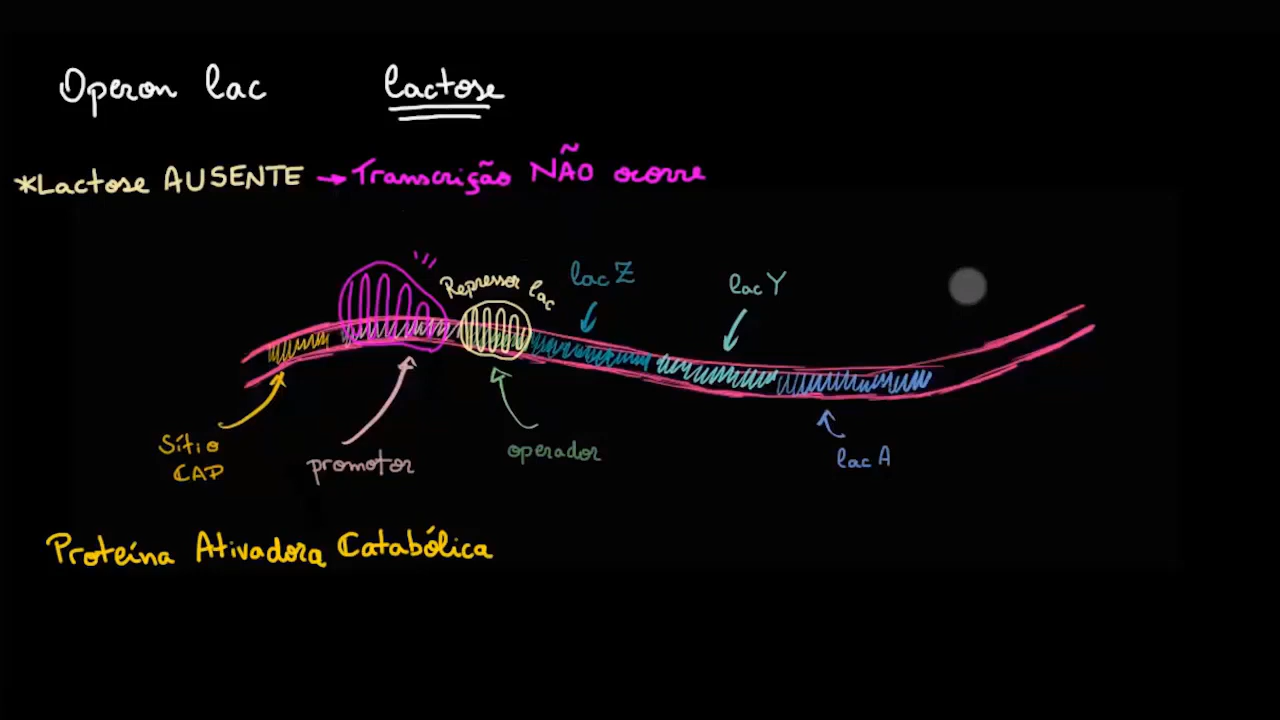 Operon lac lactose
*Lactose AUSENTE → Transcrição NÃO ocorre
Repressor lac
lac Z
lac Y
Sítio
CAP
promotor
operador
lac A
Proteína Ativadora Catabólica